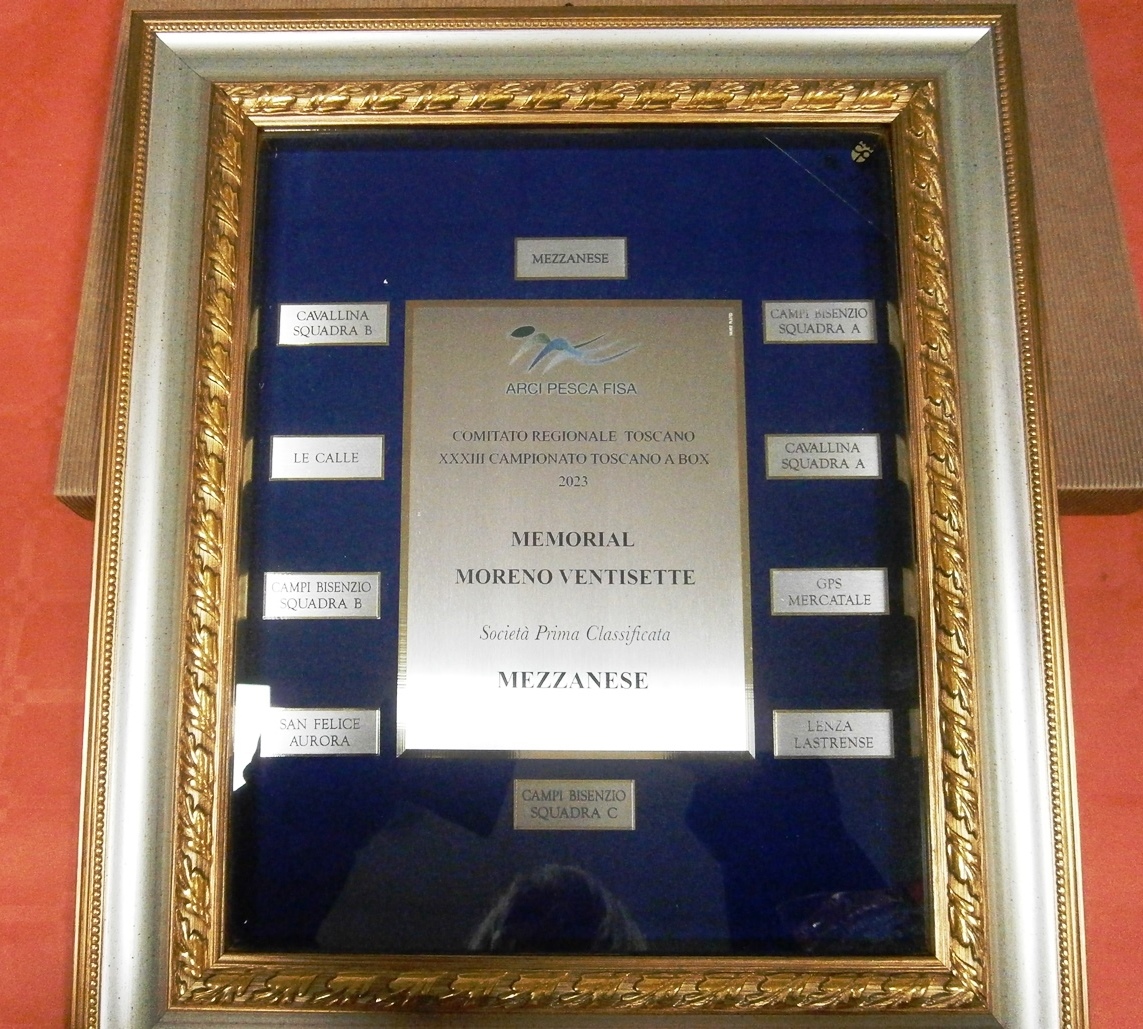 MEZZANESE
CAVALLINA
SQUADRA B
CAMPI BISENZIO
SQUADRA A
ARCI PESCA FISA
COMITATO REGIONALE TOSCANO
XXXIII CAMPIONATO TOSCANO A BOX
2023
LE CALLE
CAVALLINA
SQUADRA A
MEMORIAL
MORENO VENTISETTE
CAMPI BISENZIO
SQUADRA B
GPS
MERCATALE
Società Prima Classificata
MEZZANESE
SAN FELICE
AURORA
LENZA
LASTRENSE
CAMPI BISENZIO
SQUADRA C